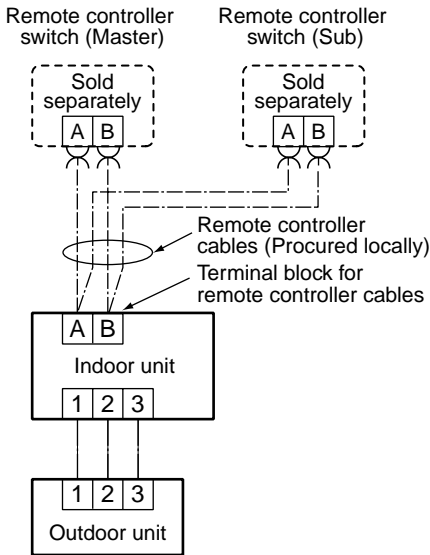 Remote controller
switch (Master)
Remote controller
switch (Sub)
Sold
separately
A B
Sold
separately
A B
Remote controller
cables (Procured locally)
Terminal block for
remote controller cables
A B
Indoor unit
1 2 3
1 2 3
Outdoor unit